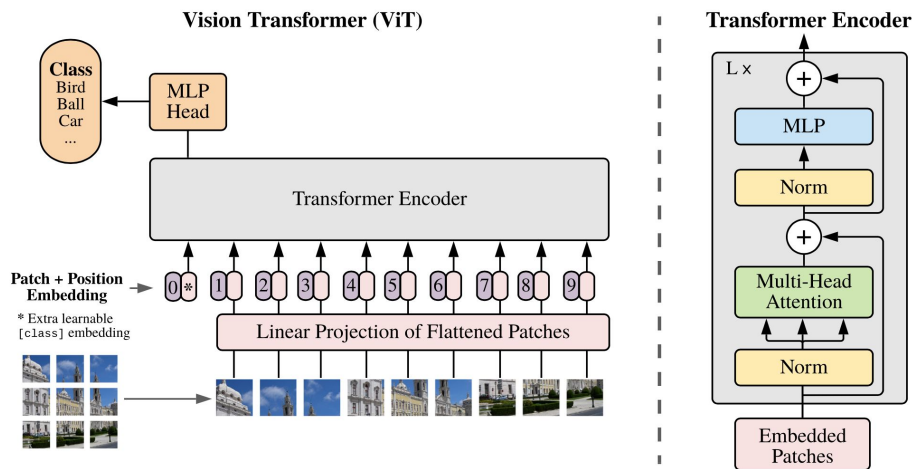 Vision Transformer (ViT)
Class
Bird
Ball
Car
...
MLP
Head
Transformer Encoder
0 * 1 2 3 4 5 6 7 8 9
Patch + Position
Embedding
* Extra learnable
[class] embedding
Linear Projection of Flattened Patches
Transformer Encoder
L ×
+
MLP
Norm
+
Multi-Head
Attention
Norm
Embedded
Patches